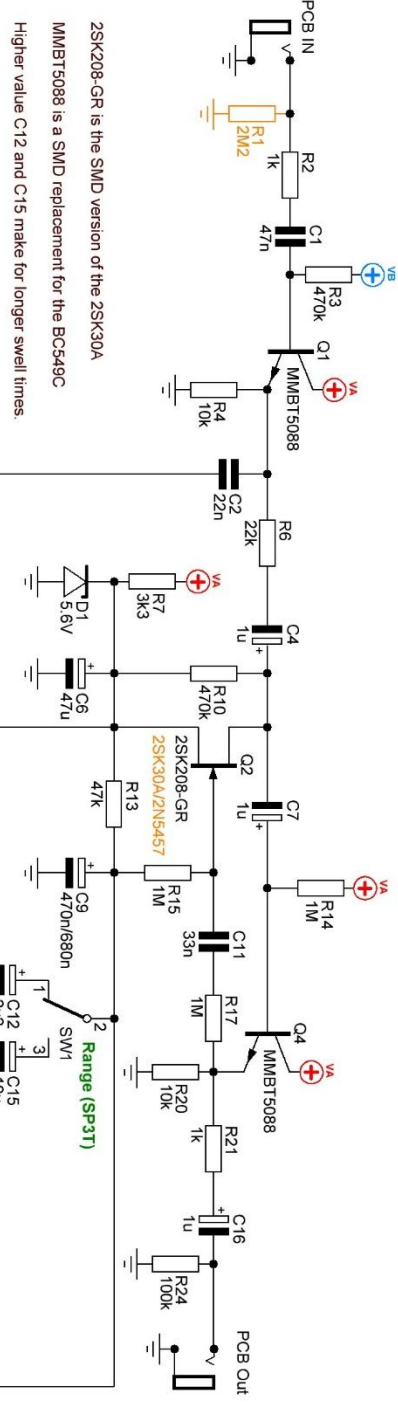 PCB IN
R1
2M2
R2
1k
C1
47n
VB
R3
470k
Q1
MMBT5088
VA
R4
10k
C2
22n
R6
22k
C4
1u
+
VA
R7
3k3
D1
5.6V
+
C6
47u
R10
470k
Q2
2SK208-GR
2SK30A/2N5457
C7
1u
+
R13
47k
+
C9
470n/680n
R15
1M
C11
33n
R17
1M
VA
R14
1M
Q4
MMBT5088
VA
R20
10k
R21
1k
+
C16
1u
R24
100k
PCB Out
Range (SP3T)
SW1
1
2
3
+
C12
+
C15
2SK208-GR is the SMD version of the 2SK30A
MMBT5088 is a SMD replacement for the BC549C
Higher value C12 and C15 make for longer swell times.